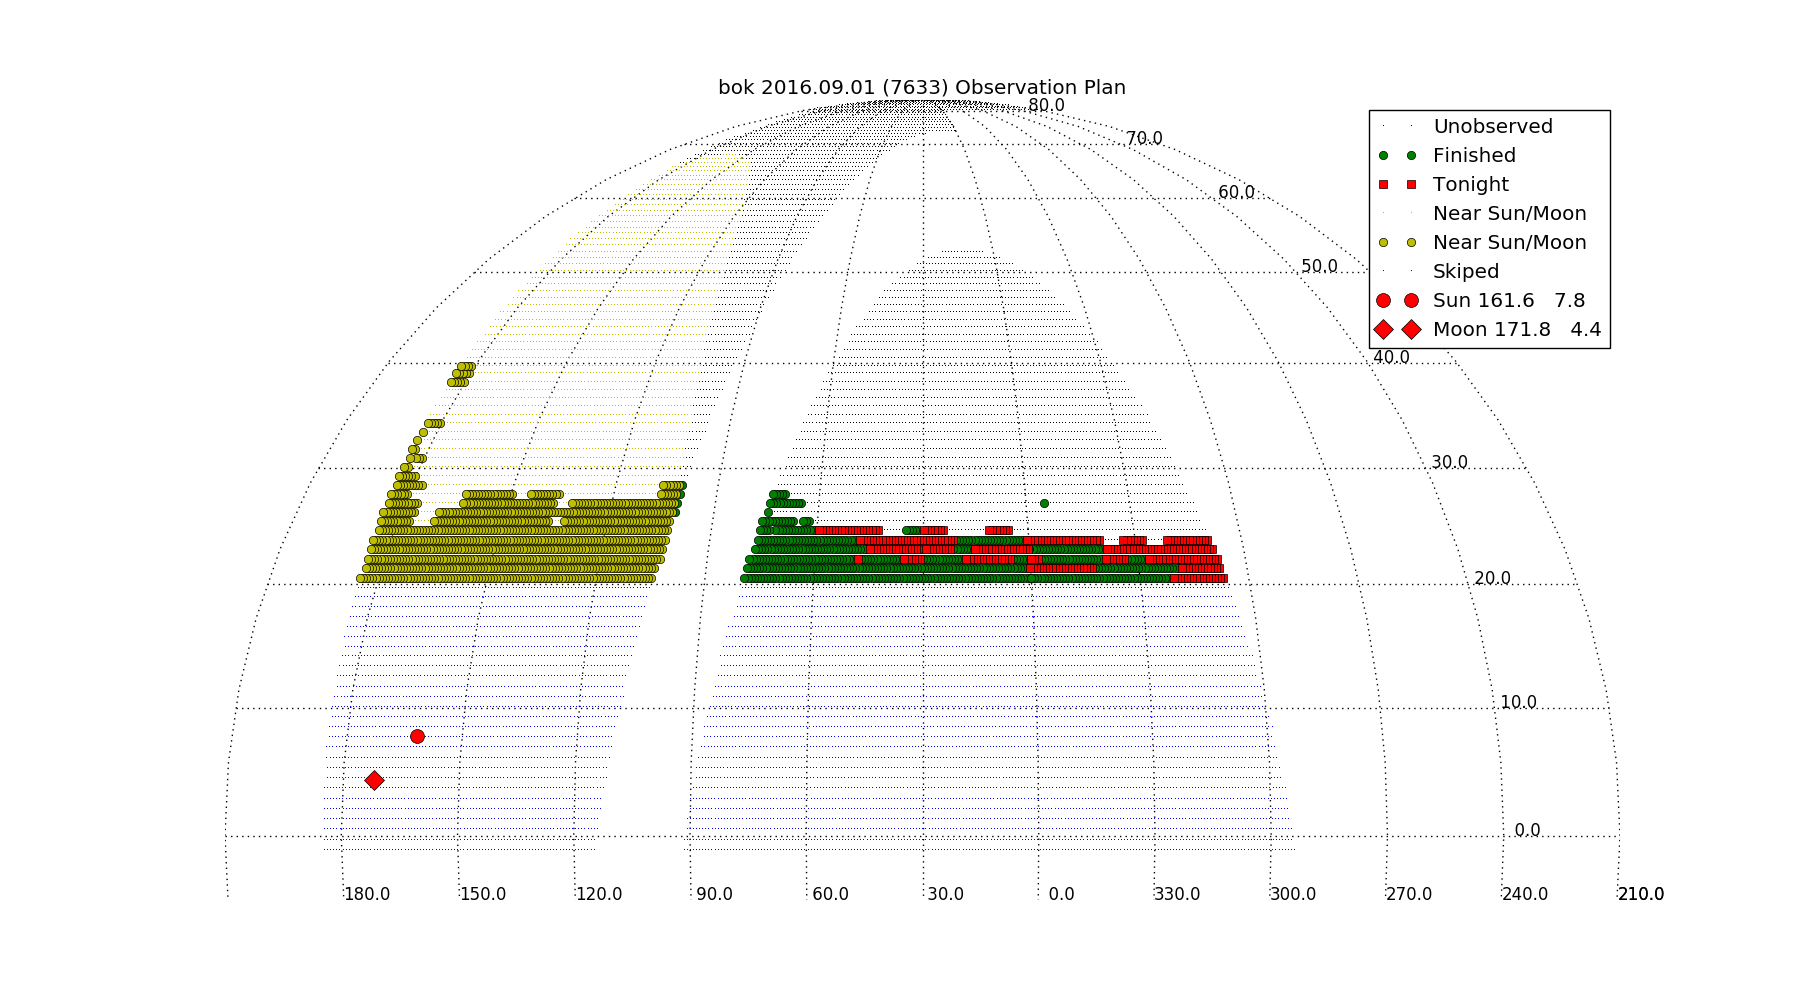 bok 2016.09.01 (7633) Observation Plan
80.0
70.0
60.0
50.0
40.0
30.0
20.0
10.0
0.0
Unobserved
Finished
Tonight
Near Sun/Moon
Near Sun/Moon
Skiped
Sun 161.6 7.8
Moon 171.8 4.4
180.0 150.0 120.0 90.0 60.0 30.0 0.0 330.0 300.0 270.0 240.0 210.0